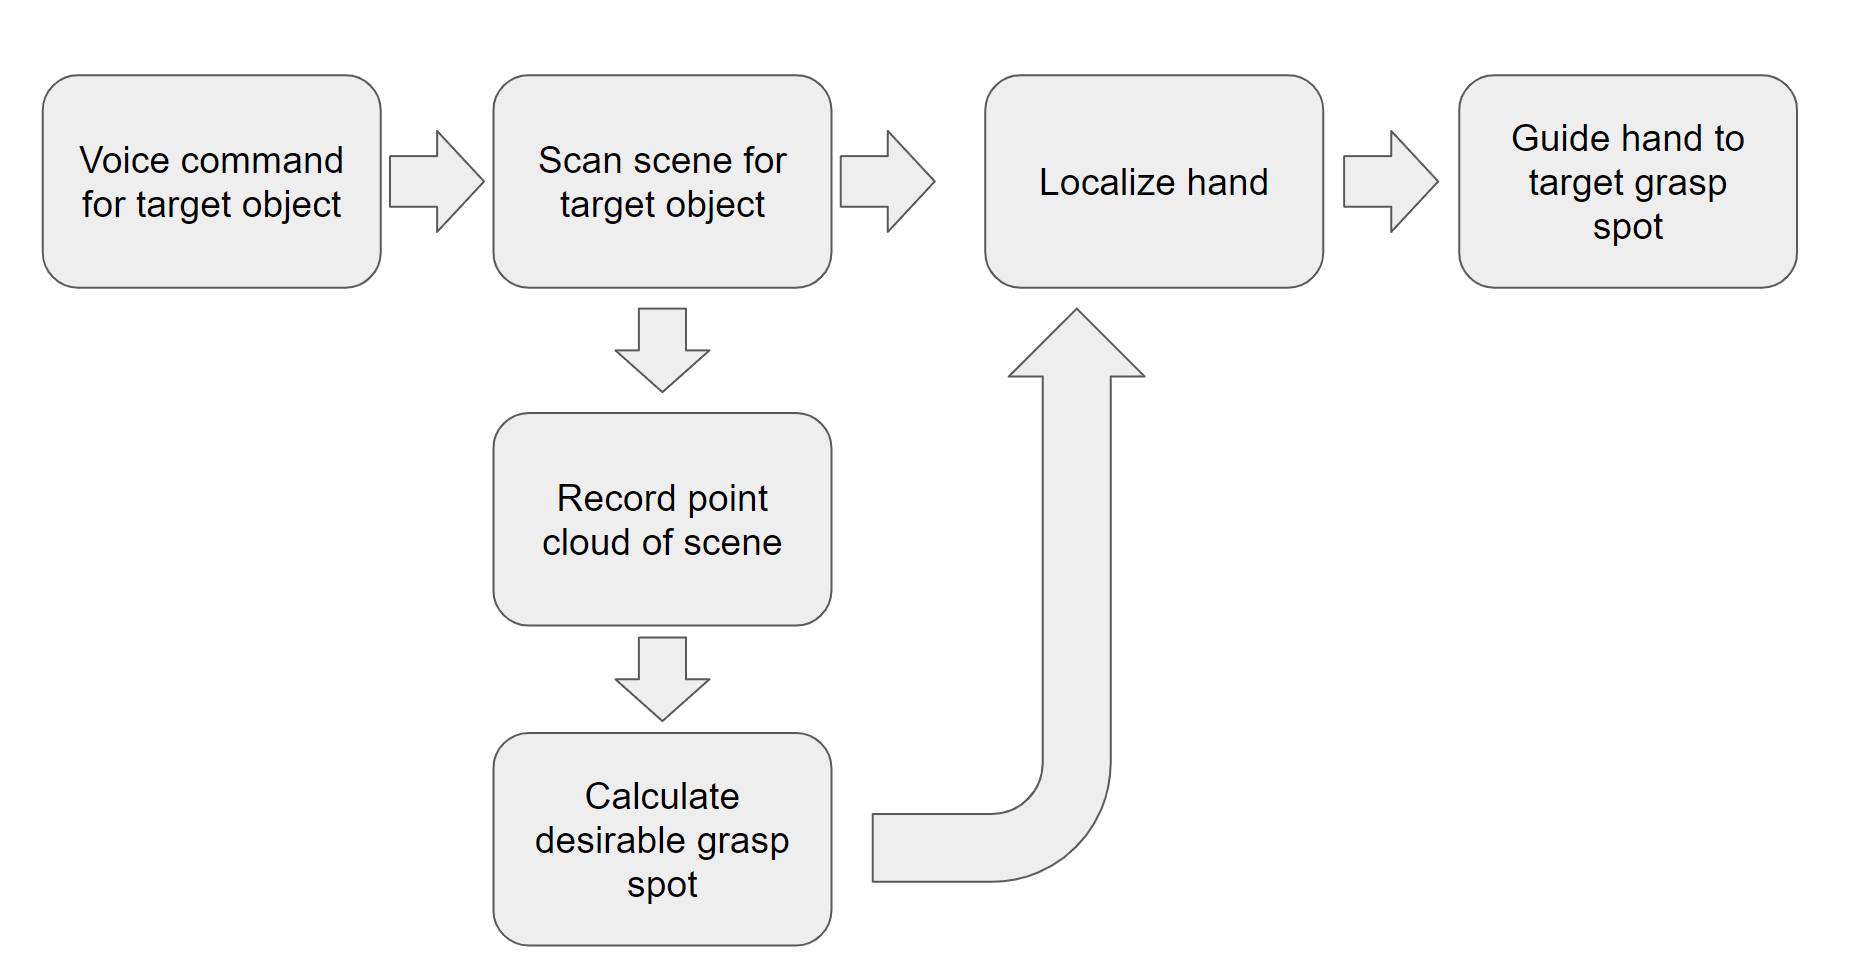 Voice command
for target object
Scan scene for
target object
Localize hand
Guide hand to
target grasp
spot
Record point
cloud of scene
Calculate
desirable grasp
spot